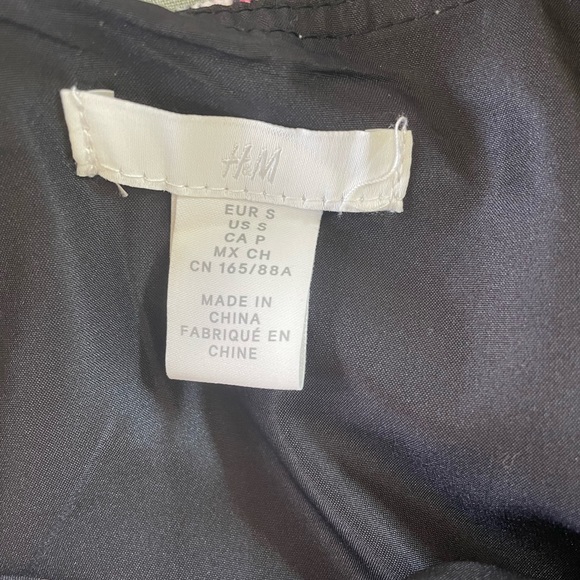 H&M
EUR S
US S
CA P
MX CH
CN 165/88A
MADE IN
CHINA
FABRIQUÉ EN
CHINE